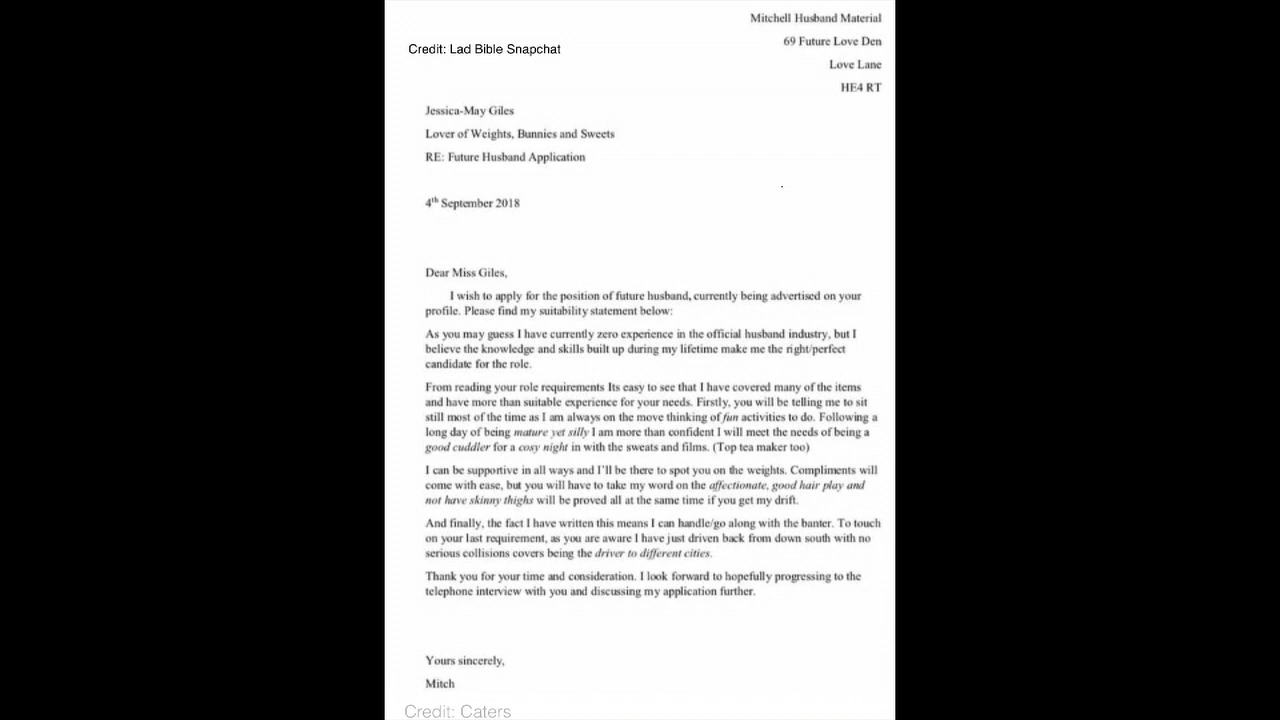 Mitchell Husband Material
Credit: Lad Bible Snapchat
69 Future Love Den
Love Lane
HE4 RT
Jessica-May Giles
Lover of Weights, Bunnies and Sweets
RE: Future Husband Application
4th September 2018
Dear Miss Giles,
I wish to apply for the position of future husband, currently being advertised on your
profile. Please find my suitability statement below:
As you may guess I have currently zero experience in the official husband industry, but I
believe the knowledge and skills built up during my lifetime make me the right/perfect
candidate for the role.
From reading your role requirements Its easy to see that I have covered many of the items
and have more than suitable experience for your needs. Firstly, you will be telling me to sit
still most of the time as I am always on the move thinking of fun activities to do. Following a
long day of being mature yet silly I am more than confident I will meet the needs of being a
good cuddler for a cosy night in with the sweats and films. (Top tea maker too)
I can be supportive in all ways and I'll be there to spot you on the weights. Compliments will
come with ease, but you will have to take my word on the affectionate, good hair play and
not have skinny thighs will be proved all at the same time if you get my drift.
And finally, the fact I have written this means I can handle/go along with the banter. To touch
on your last requirement, as you are aware I have just driven back from down south with no
serious collisions covers being the driver to different cities.
Thank you for your time and consideration. I look forward to hopefully progressing to the
telephone interview with you and discussing my application further.
Yours sincerely,
Mitch
Credit: Caters